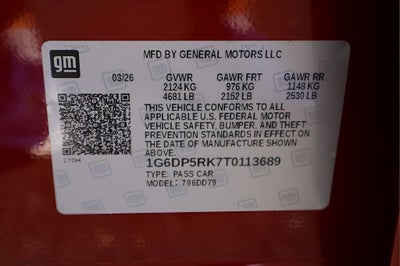 gm
MFD BY GENERAL MOTORS LLC
03/26 GVWR GAWR FRT GAWR RR
2124 KG 976 KG 1148 KG
4681 LB 2152 LB 2530 LB
THIS VEHICLE CONFORMS TO ALL
APPLICABLE U.S. FEDERAL MOTOR
VEHICLE SAFETY, BUMPER, AND THEFT
PREVENTION STANDARDS IN EFFECT ON
THE DATE OF MANUFACTURE SHOWN
ABOVE.
1G6DP5RK7T0113689
TYPE: PASS CAR
MODEL: 796DD79